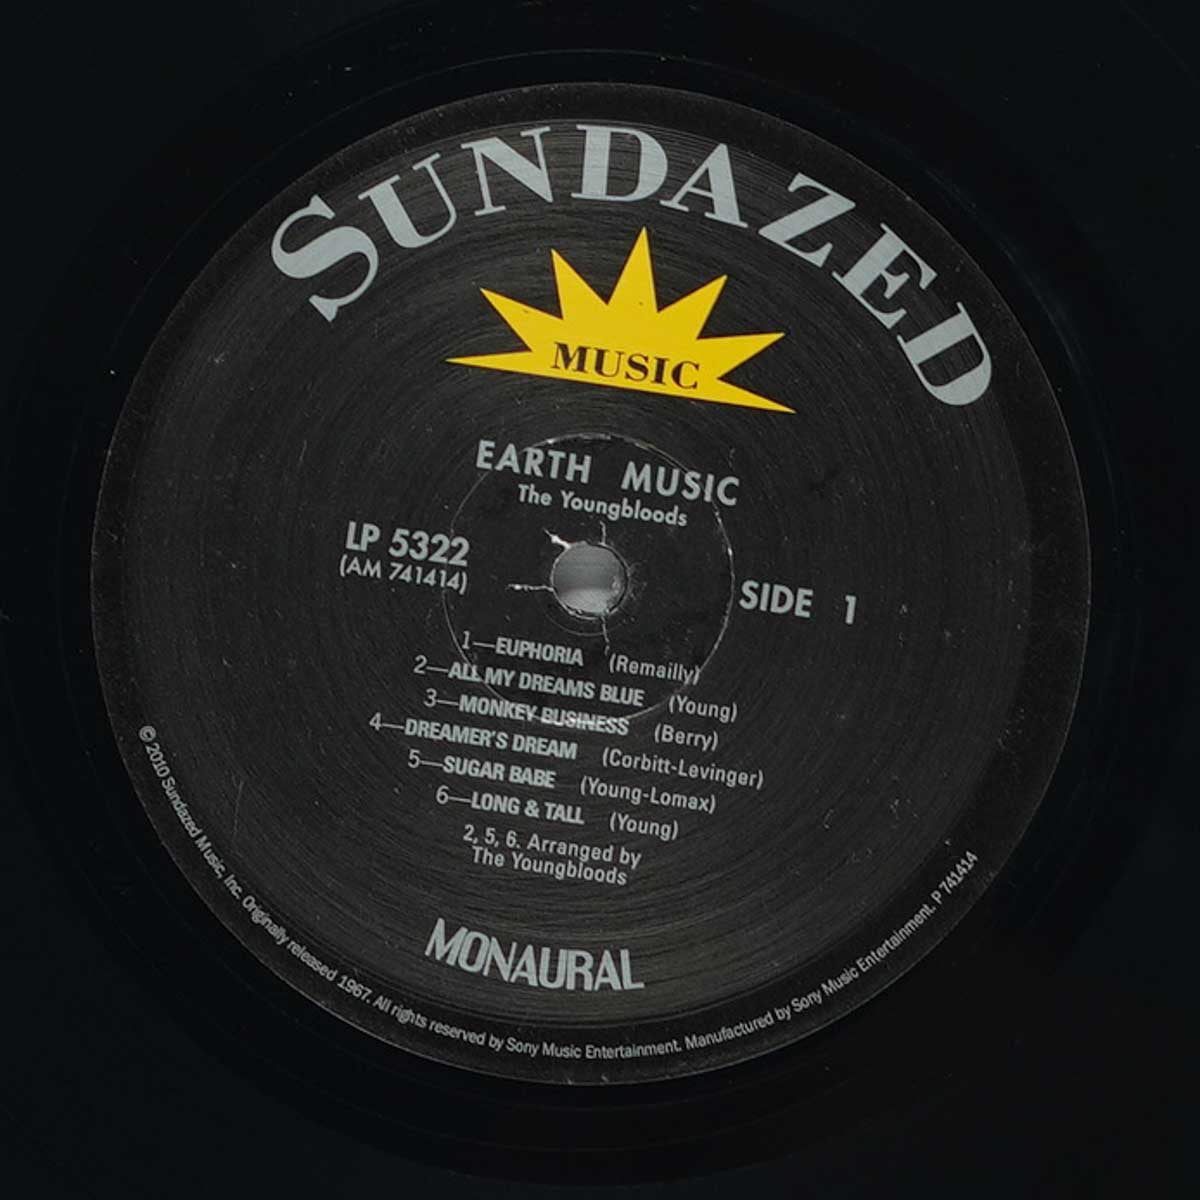 SUNDAZED
MUSIC
EARTH MUSIC
The Youngbloods
LP 5322
(AM 741414)
SIDE 1
1—EUPHORIA (Remailly)
2—ALL MY DREAMS BLUE (Young)
3—MONKEY BUSINESS (Berry)
4—DREAMER'S DREAM (Corbitt-Levinger)
5—SUGAR BABE (Young-Lomax)
6—LONG & TALL (Young)
2, 5, 6. Arranged by
The Youngbloods
MONAURAL
© 2010 Sundazed Music, Inc. Originally released 1967. All rights reserved by Sony Music Entertainment. Manufactured by Sony Music Entertainment. P 741414